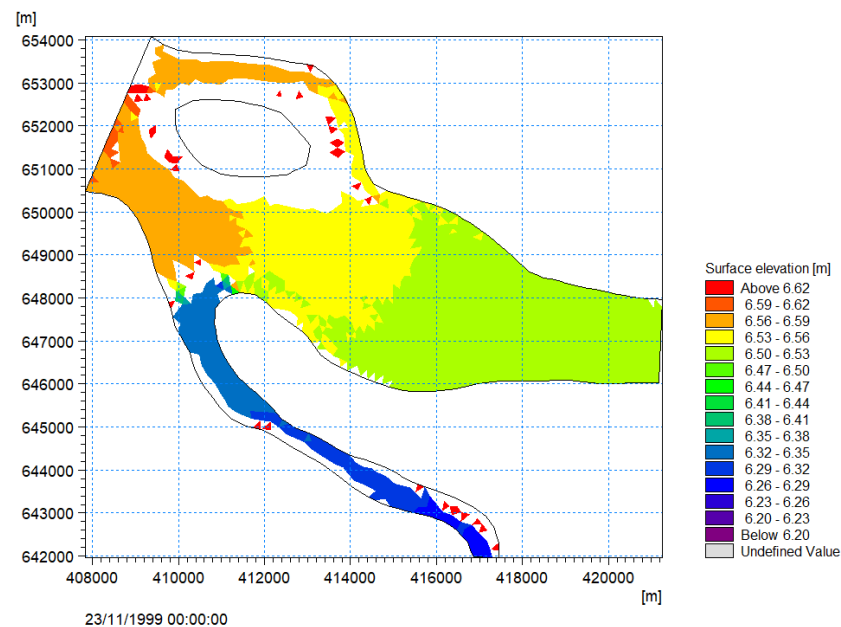 [m]
654000
653000
652000
651000
650000
649000
648000
647000
646000
645000
644000
643000
642000
408000 410000 412000 414000 416000 418000 420000
[m]
23/11/1999 00:00:00
Surface elevation [m]
Above 6.62
6.59 - 6.62
6.56 - 6.59
6.53 - 6.56
6.50 - 6.53
6.47 - 6.50
6.44 - 6.47
6.41 - 6.44
6.38 - 6.41
6.35 - 6.38
6.32 - 6.35
6.29 - 6.32
6.26 - 6.29
6.23 - 6.26
6.20 - 6.23
Below 6.20
Undefined Value